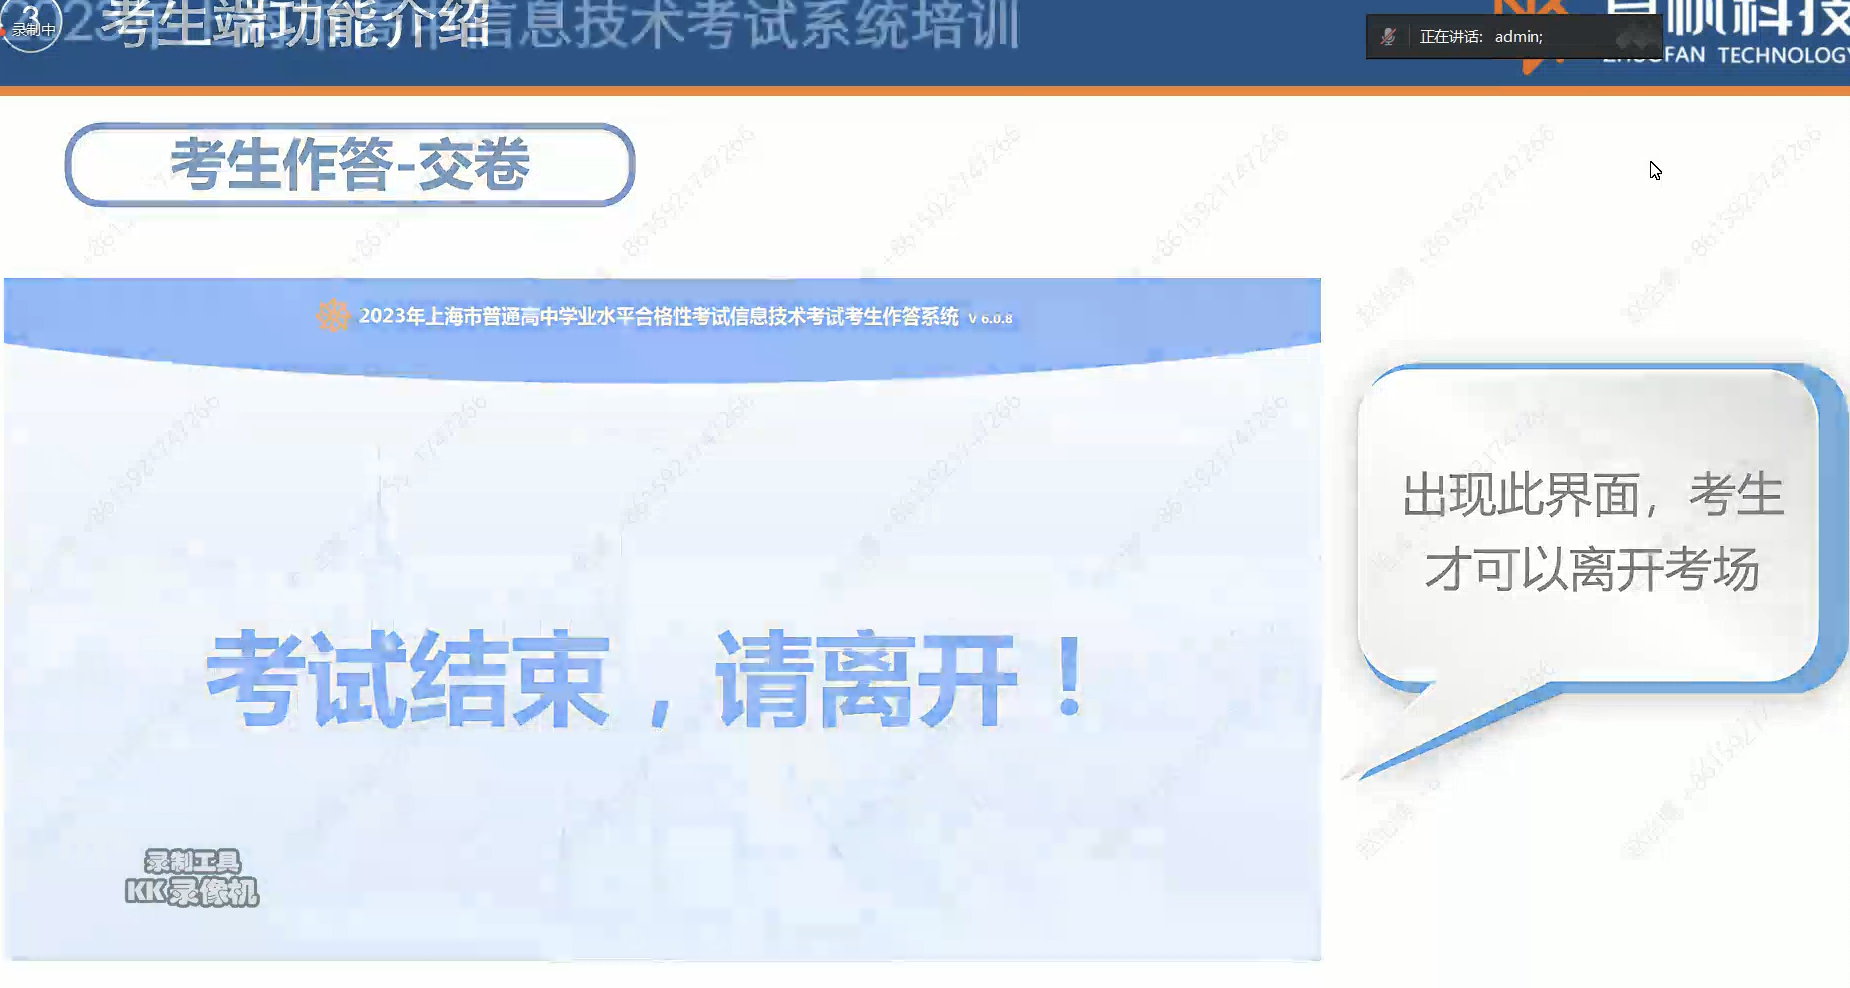 考生端功能介绍
信息技术考试系统培训
录制中
正在讲话: admin;
FAN TECHNOLOGY
考生作答-交卷
2023年上海市普通高中学业水平合格性考试信息技术考试考生作答系统 V 6.0.8
考试结束，请离开！
出现此界面，考生
才可以离开考场
录制工具
KK录像机
+8615921747266